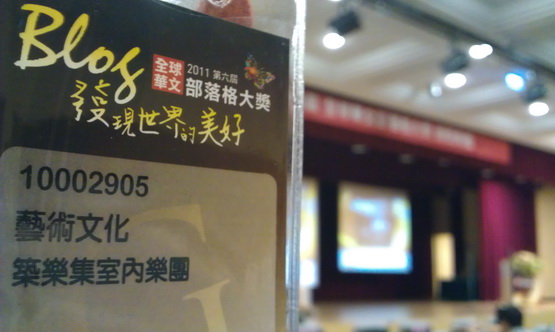 Blog
全球華文
2011 第六屆
部落格大獎
發現世界的美好
10002905
藝術文化
築樂集室內樂團